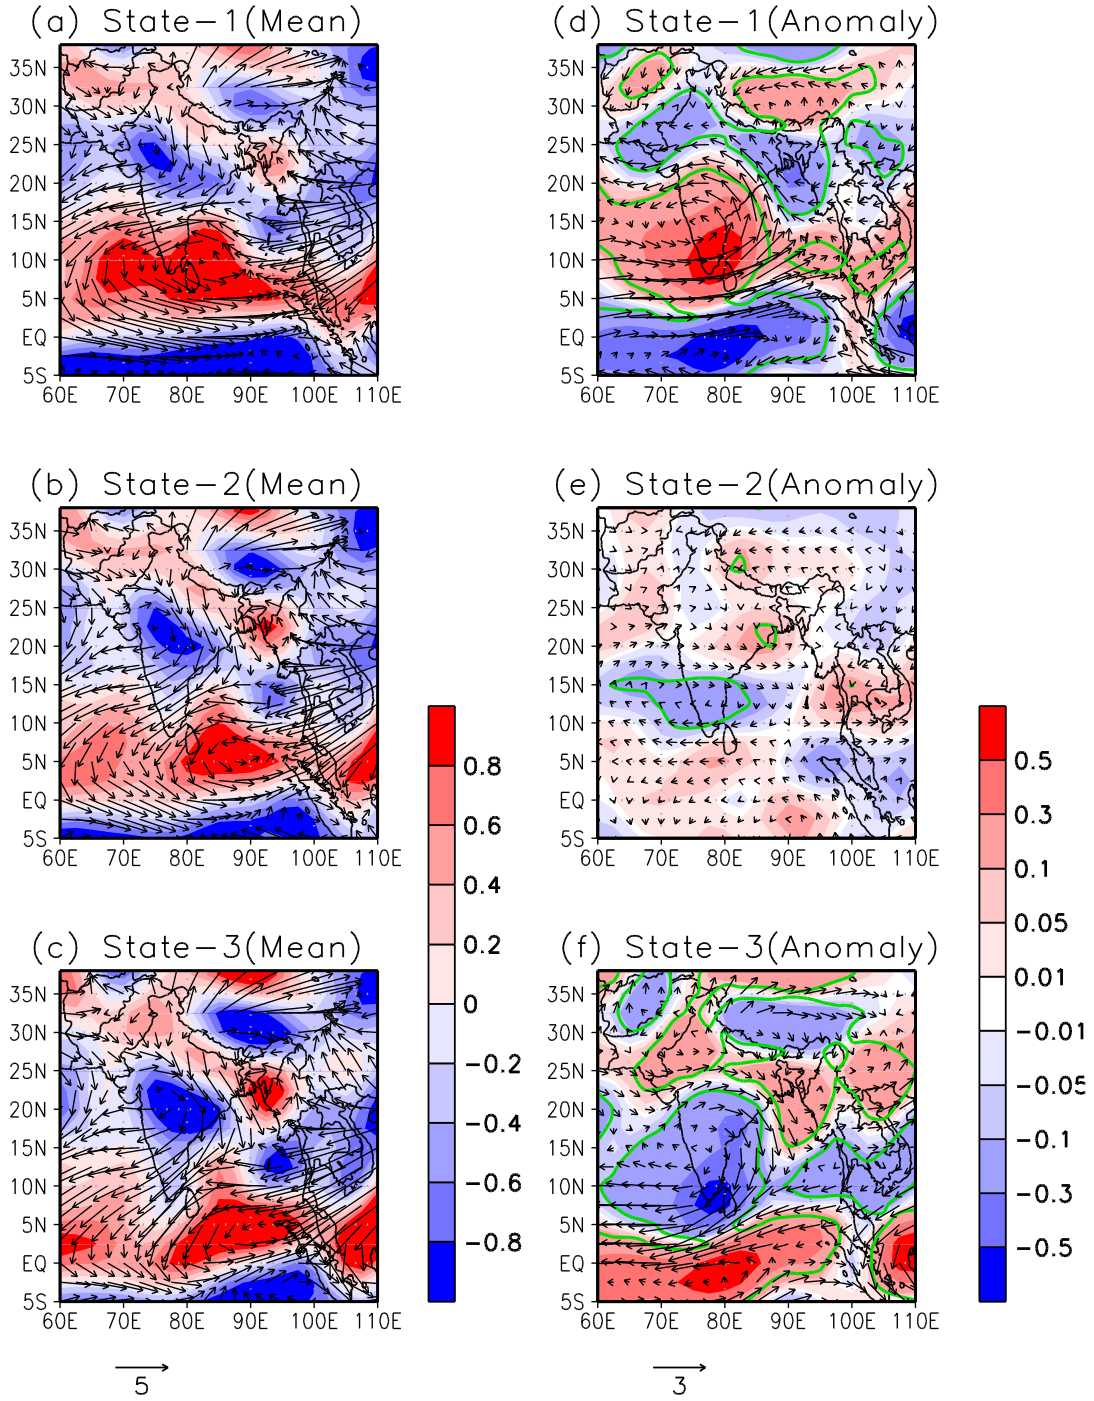 (a) State-1(Mean)
35N
30N
25N
20N
15N
10N
5N
EQ
5S
60E 70E 80E 90E 100E 110E
(d) State-1(Anomaly)
35N
30N
25N
20N
15N
10N
5N
EQ
5S
60E 70E 80E 90E 100E 110E
(b) State-2(Mean)
35N
30N
25N
20N
15N
10N
5N
EQ
5S
60E 70E 80E 90E 100E 110E
(e) State-2(Anomaly)
35N
30N
25N
20N
15N
10N
5N
EQ
5S
60E 70E 80E 90E 100E 110E
(c) State-3(Mean)
35N
30N
25N
20N
15N
10N
5N
EQ
5S
60E 70E 80E 90E 100E 110E
(f) State-3(Anomaly)
35N
30N
25N
20N
15N
10N
5N
EQ
5S
60E 70E 80E 90E 100E 110E
0.8
0.6
0.4
0.2
0
-0.2
-0.4
-0.6
-0.8
0.5
0.3
0.1
0.05
0.01
-0.01
-0.05
-0.1
-0.3
-0.5
5
3